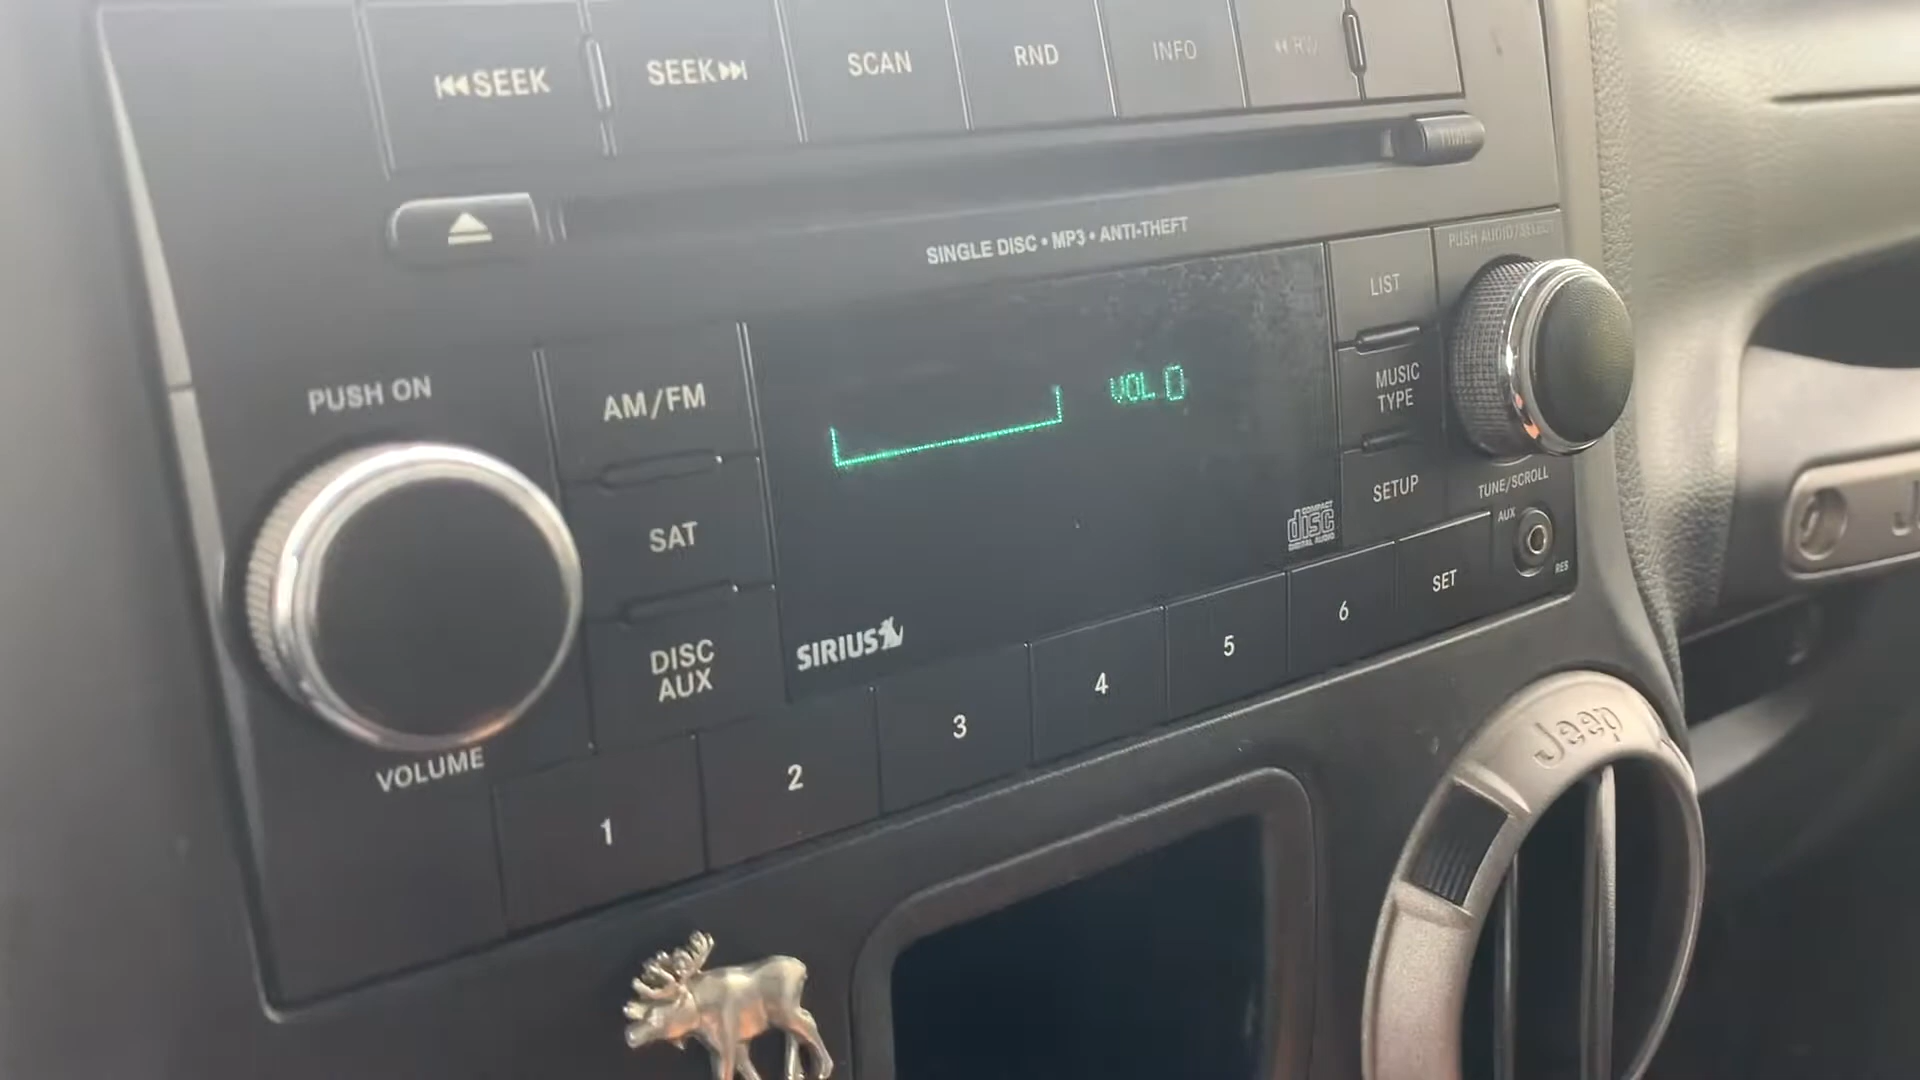 ⏮SEEK
SEEK⏭
SCAN
RND
INFO
◀◀ RW
TIME
SINGLE DISC • MP3 • ANTI-THEFT
PUSH AUDIO/SELECT
LIST
PUSH ON
AM/FM
VOL 0
MUSIC
TYPE
SAT
SETUP
TUNE/SCROLL
COMPACT
disc
DIGITAL AUDIO
AUX
RES
DISC
AUX
SIRIUS
VOLUME
1
2
3
4
5
6
SET
Jeep